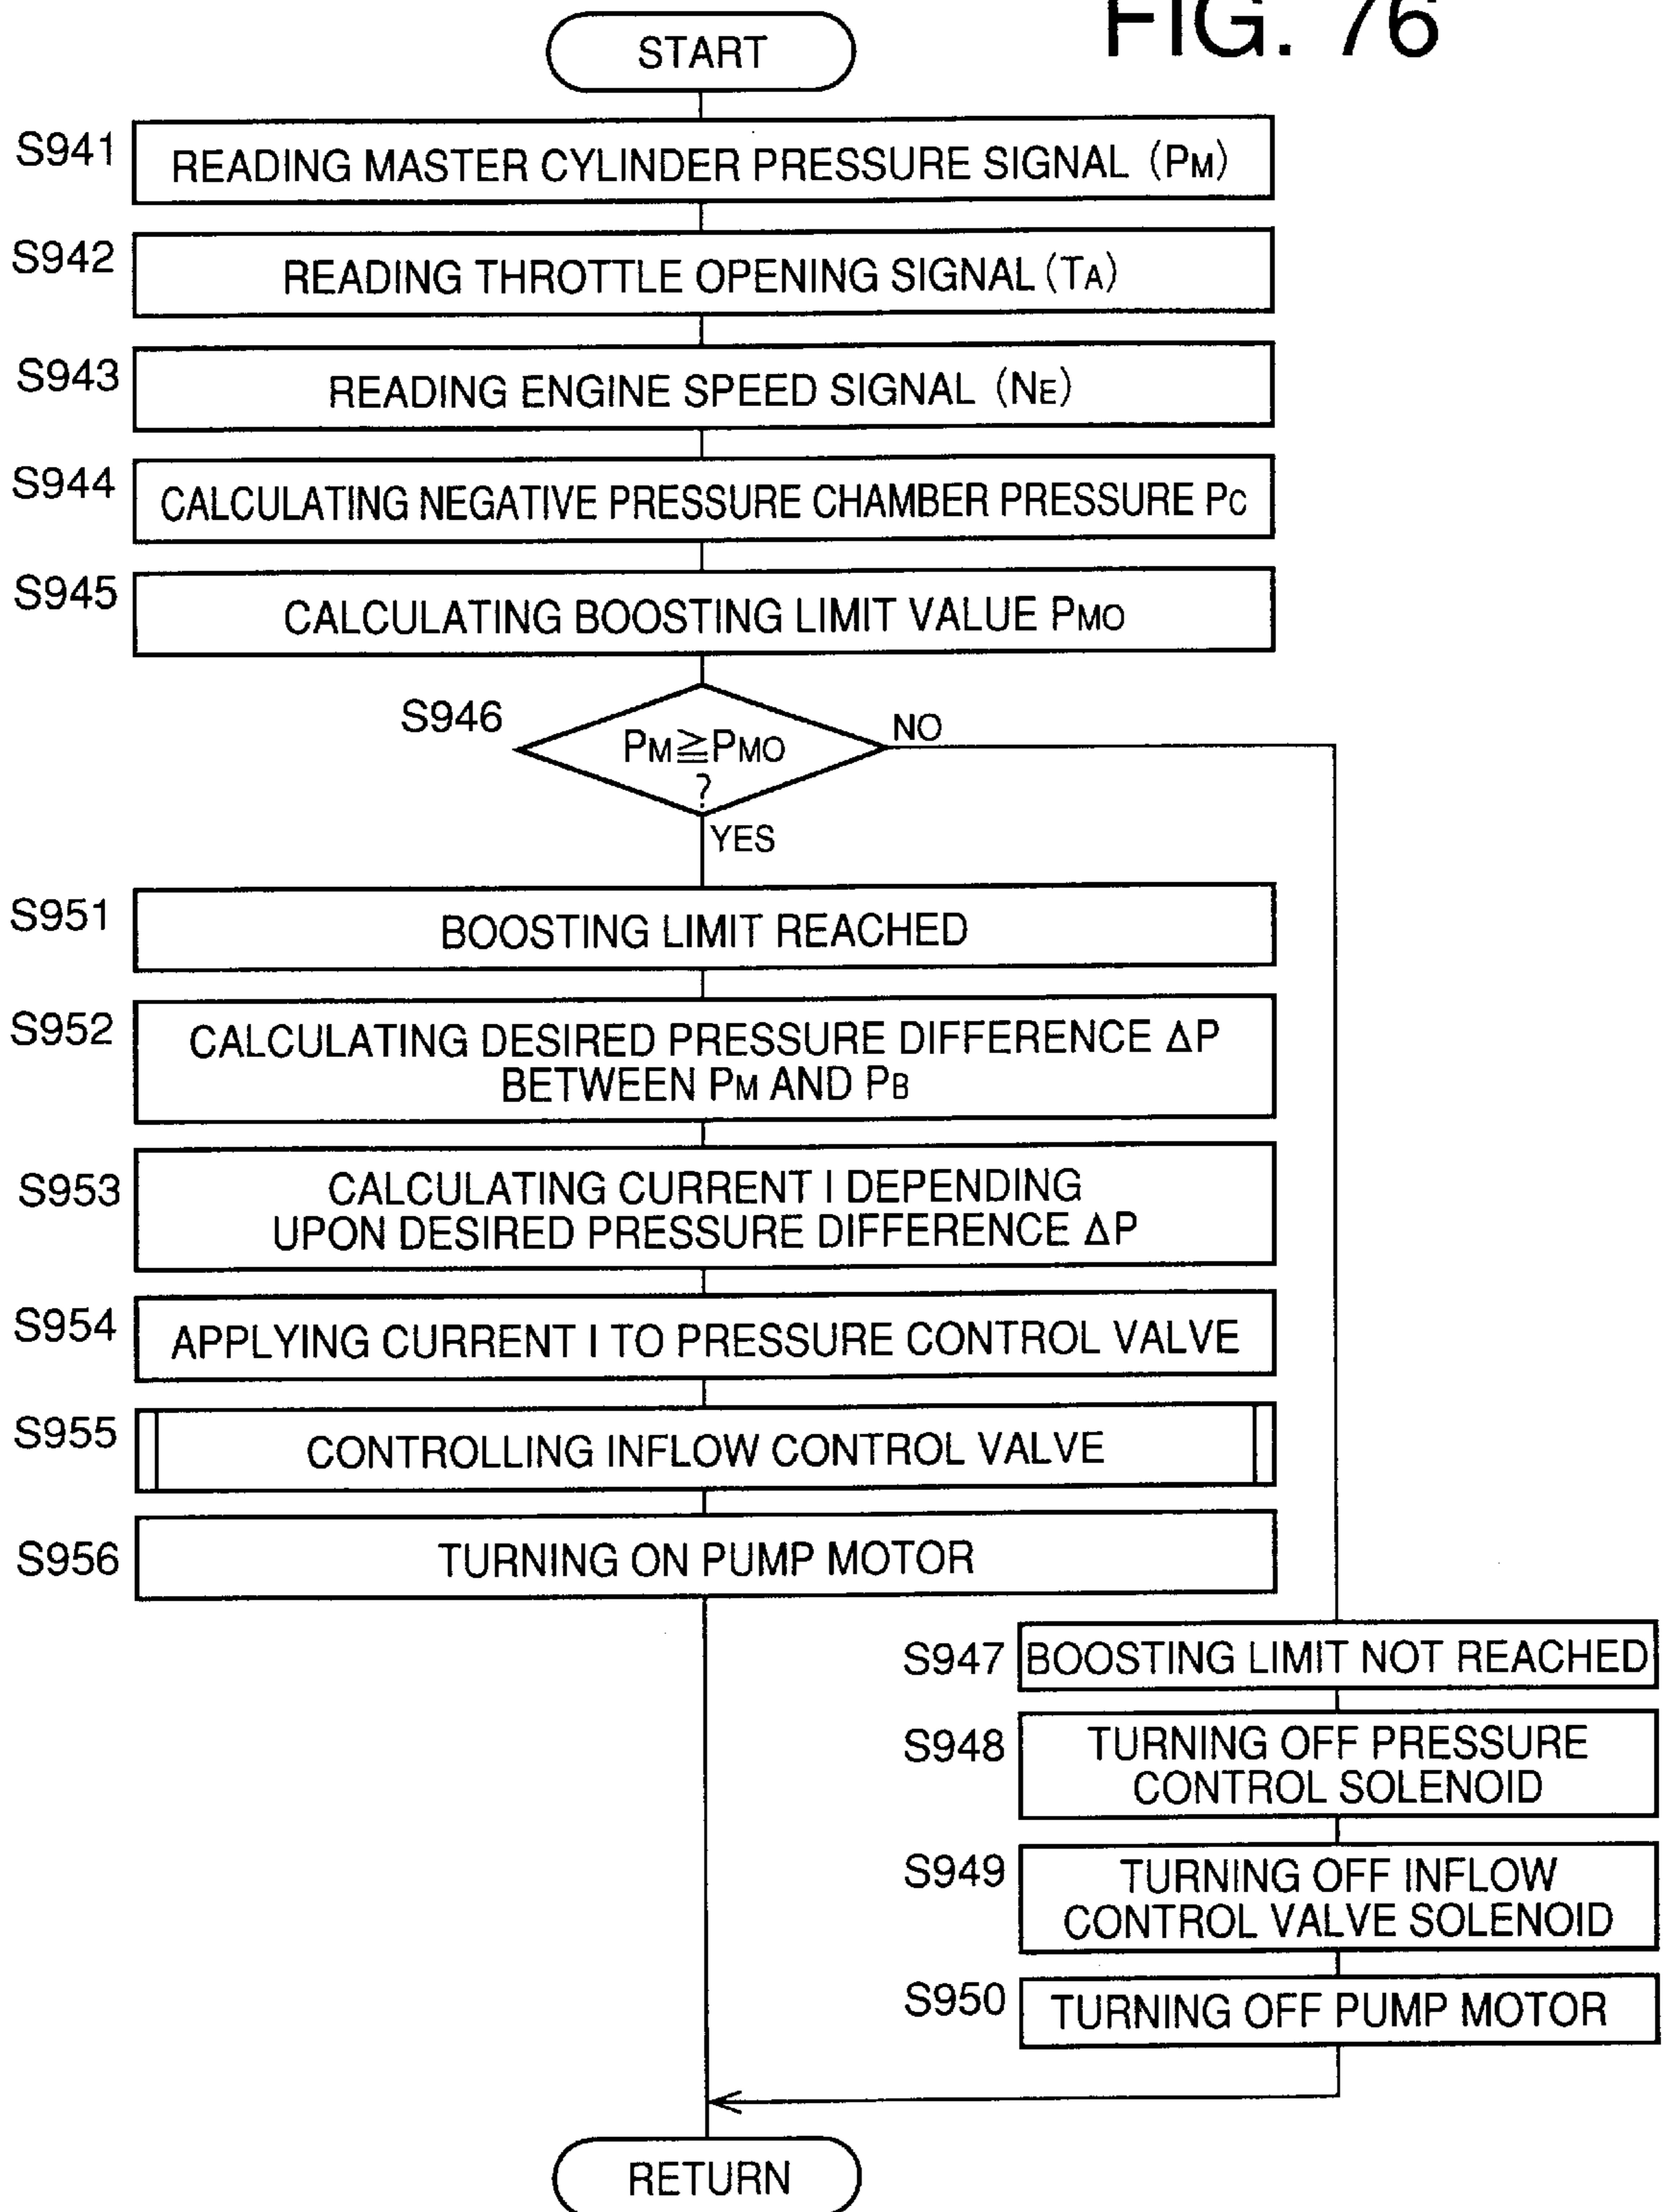 FIG. 76
START
S941
READING MASTER CYLINDER PRESSURE SIGNAL (PM)
S942
READING THROTTLE OPENING SIGNAL (TA)
S943
READING ENGINE SPEED SIGNAL (NE)
S944
CALCULATING NEGATIVE PRESSURE CHAMBER PRESSURE PC
S945
CALCULATING BOOSTING LIMIT VALUE PMO
S946
PM≧PMO
?
NO
YES
S951
BOOSTING LIMIT REACHED
S952
CALCULATING DESIRED PRESSURE DIFFERENCE ΔP
BETWEEN PM AND PB
S953
CALCULATING CURRENT I DEPENDING
UPON DESIRED PRESSURE DIFFERENCE ΔP
S954
APPLYING CURRENT I TO PRESSURE CONTROL VALVE
S955
CONTROLLING INFLOW CONTROL VALVE
S956
TURNING ON PUMP MOTOR
S947
BOOSTING LIMIT NOT REACHED
S948
TURNING OFF PRESSURE
CONTROL SOLENOID
S949
TURNING OFF INFLOW
CONTROL VALVE SOLENOID
S950
TURNING OFF PUMP MOTOR
RETURN